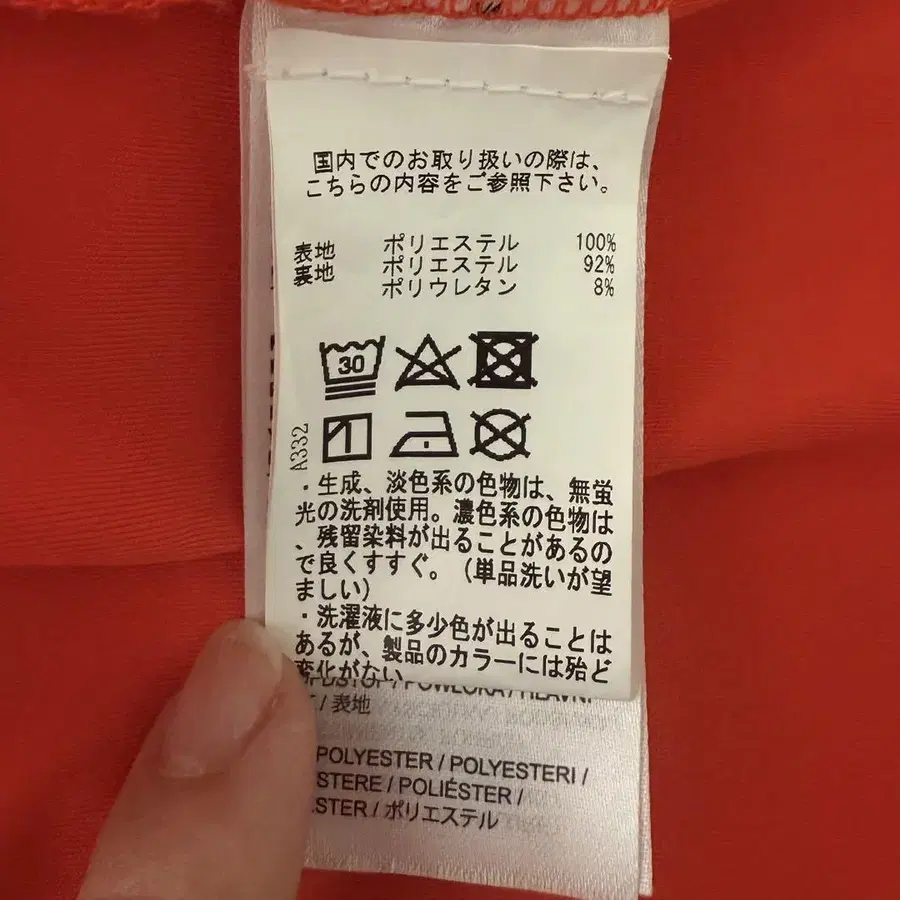 国内でのお取り扱いの際は、
こちらの内容をご参照下さい。
表地 ポリエステル 100%
裏地 ポリエステル 92%
ポリウレタン 8%
30
A332
・生成、淡色系の色物は、無蛍
光の洗剤使用。濃色系の色物は
、残留染料が出ることがあるの
で良くすすぐ。（単品洗いが望
ましい）
・洗濯液に多少色が出ることは
あるが、製品のカラーには殆ど
変化がない
/ POWŁOKA / HLAVNÍ
/ 表地
POLYESTER / POLYESTERI /
STERE / POLIÉSTER /
STER / ポリエステル